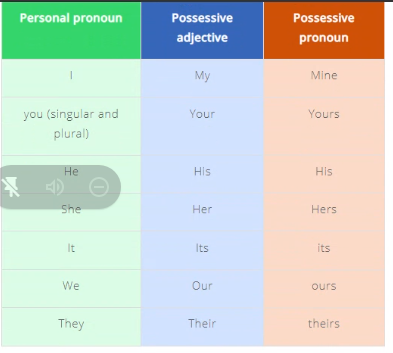 Personal pronoun Possessive adjective Possessive pronoun
I My Mine
you (singular and plural) Your Yours
He His His
She Her Hers
It Its its
We Our ours
They Their theirs